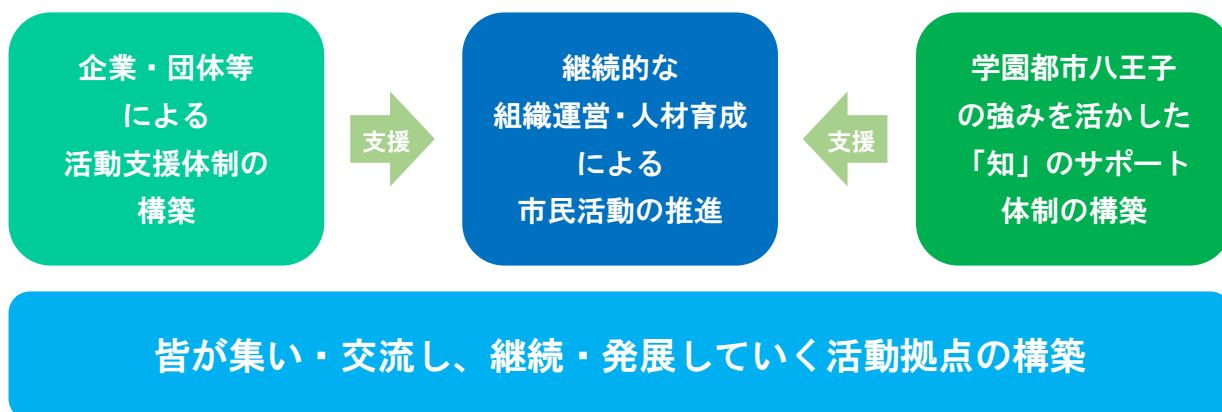 企業・団体等
による
活動支援体制の
構築
支援
継続的な
組織運営・人材育成
による
市民活動の推進
支援
学園都市八王子
の強みを活かした
「知」のサポート
体制の構築
皆が集い・交流し、継続・発展していく活動拠点の構築